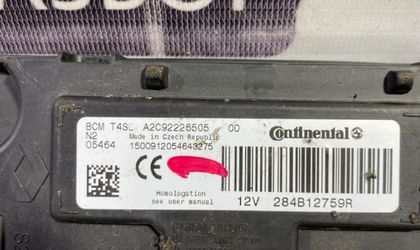 BCM T4SL A2C92226505 00
N2 Made in Czech Republic
05464 1500912054643275
Continental
CE
Homologation
see user manual
12V 284B12759R